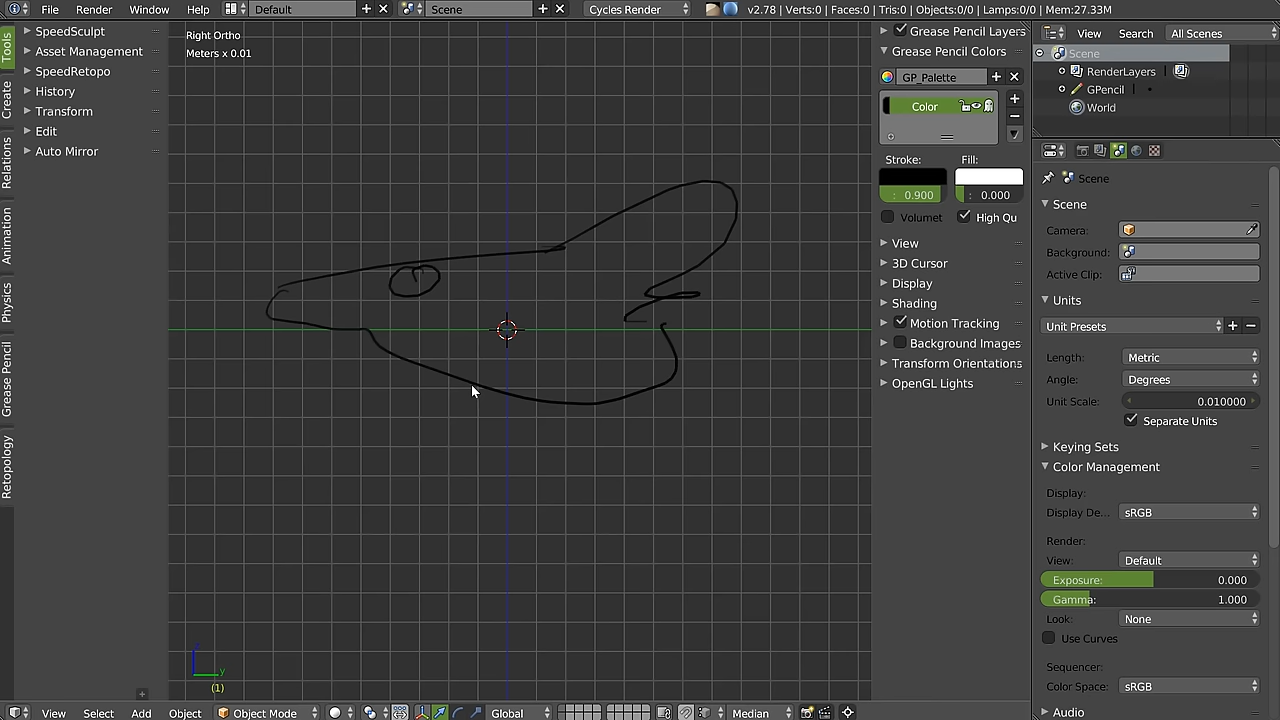 File Render Window Help Default Scene Cycles Render v2.78 | Verts:0 | Faces:0 | Tris:0 | Objects:0/0 | Lamps:0/0 | Mem:27.33M
Tools
Create
Relations
Animation
Physics
Grease Pencil
Retopology
SpeedSculpt
Asset Management
SpeedRetopo
History
Transform
Edit
Auto Mirror
Right Ortho
Meters x 0.01
z
y
(1)
Grease Pencil Layers
Grease Pencil Colors
GP_Palette
Color
Stroke: Fill:
: 0.900 : 0.000
Volumet High Qu
View
3D Cursor
Display
Shading
Motion Tracking
Background Images
Transform Orientations
OpenGL Lights
View Search All Scenes
Scene
RenderLayers
GPencil
World
Scene
Scene
Camera:
Background:
Active Clip:
Units
Unit Presets
Length: Metric
Angle: Degrees
Unit Scale: 0.010000
Separate Units
Keying Sets
Color Management
Display:
Display De... sRGB
Render:
View: Default
Exposure: 0.000
Gamma: 1.000
Look: None
Use Curves
Sequencer:
Color Space: sRGB
Audio
View Select Add Object Object Mode Global Median